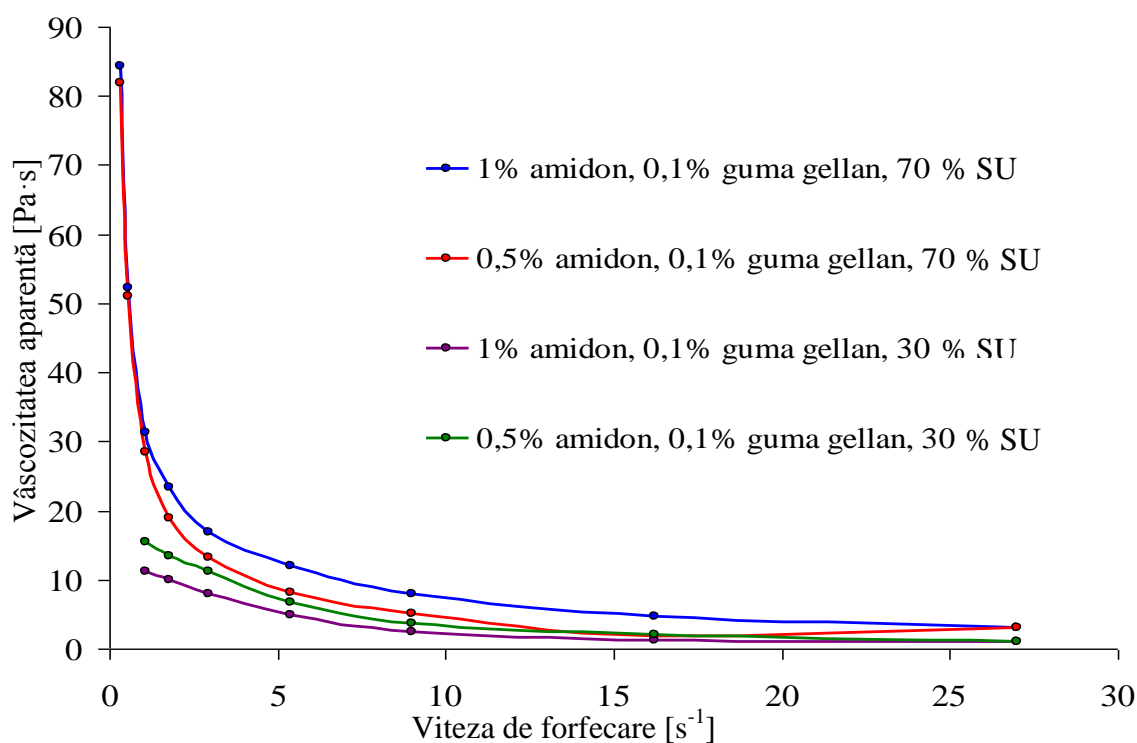 90
80
70
60
50
40
30
20
10
0
Vâscozitatea aparentă [Pa·s]
1% amidon, 0,1% guma gellan, 70 % SU
0,5% amidon, 0,1% guma gellan, 70 % SU
1% amidon, 0,1% guma gellan, 30 % SU
0,5% amidon, 0,1% guma gellan, 30 % SU
0 5 10 15 20 25 30
Viteza de forfecare [s⁻¹]